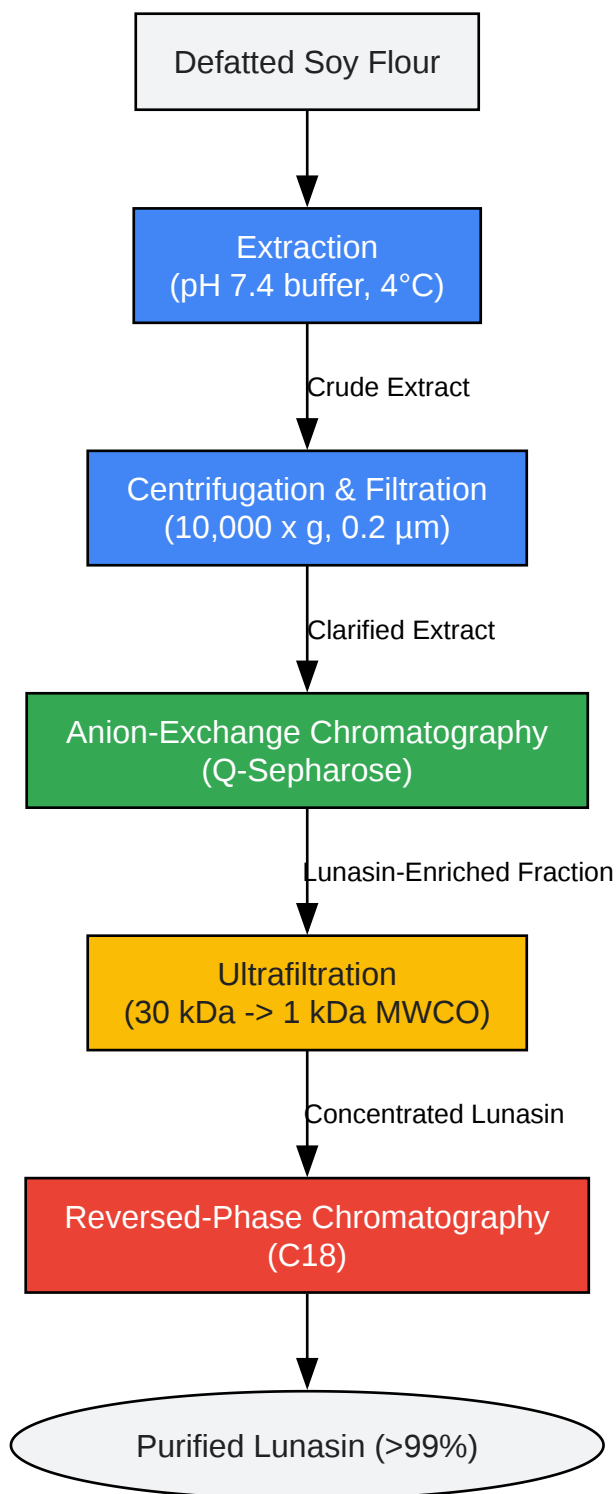 Defatted Soy Flour
Extraction
(pH 7.4 buffer, 4°C)
Crude Extract
Centrifugation & Filtration
(10,000 x g, 0.2 µm)
Clarified Extract
Anion-Exchange Chromatography
(Q-Sepharose)
Lunasin-Enriched Fraction
Ultrafiltration
(30 kDa -> 1 kDa MWCO)
Concentrated Lunasin
Reversed-Phase Chromatography
(C18)
Purified Lunasin (>99%)